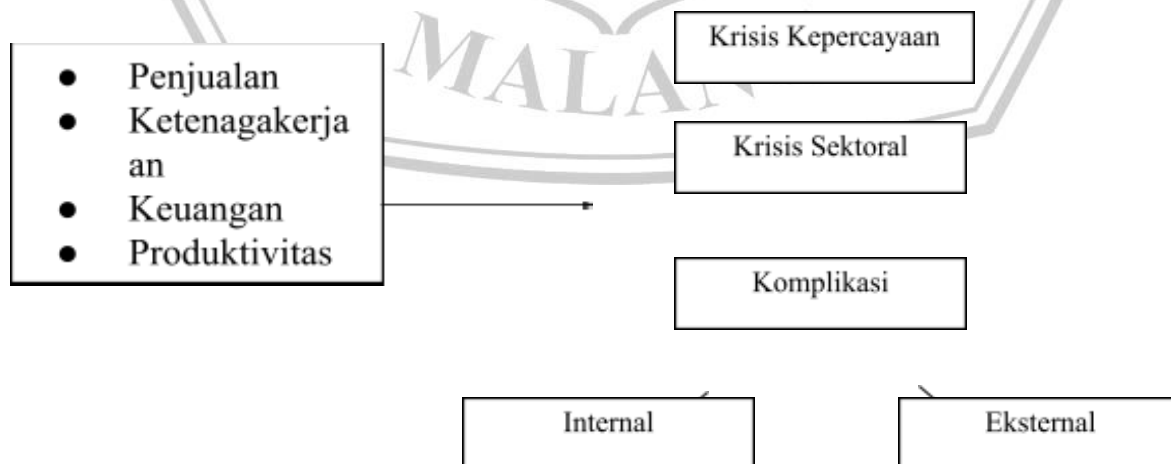 Krisis Kepercayaan
MALAN
● Penjualan
● Ketenagakerja
an
● Keuangan
● Produktivitas
Krisis Sektoral
Komplikasi
Internal
Eksternal